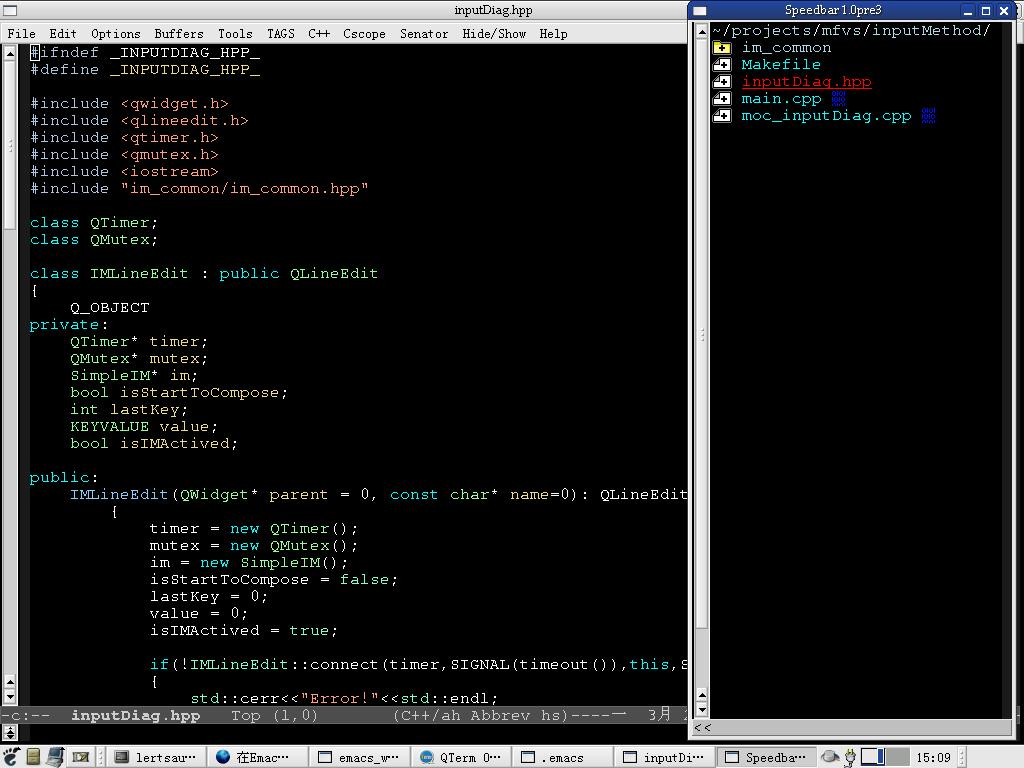 inputDiag.hpp
File Edit Options Buffers Tools TAGS C++ Cscope Senator Hide/Show Help
#ifndef _INPUTDIAG_HPP_
#define _INPUTDIAG_HPP_
#include <qwidget.h>
#include <qlineedit.h>
#include <qtimer.h>
#include <qmutex.h>
#include <iostream>
#include "im_common/im_common.hpp"
class QTimer;
class QMutex;
class IMLineEdit : public QLineEdit
{
Q_OBJECT
private:
QTimer* timer;
QMutex* mutex;
SimpleIM* im;
bool isStartToCompose;
int lastKey;
KEYVALUE value;
bool isIMActived;
public:
IMLineEdit(QWidget* parent = 0, const char* name=0): QLineEdit
{
timer = new QTimer();
mutex = new QMutex();
im = new SimpleIM();
isStartToCompose = false;
lastKey = 0;
value = 0;
isIMActived = true;
if(!IMLineEdit::connect(timer,SIGNAL(timeout()),this,S
{
std::cerr<<"Error!"<<std::endl;
-c:-- inputDiag.hpp Top (1,0) (C++/ah Abbrev hs)----一 3月
Speedbar 1.0pre3
~/projects/mfvs/inputMethod/
im_common
Makefile
inputDiag.hpp
main.cpp
moc_inputDiag.cpp
<<
lertsau… 在Emac… emacs_w… QTerm 0… .emacs inputDi… Speedba… 15:09